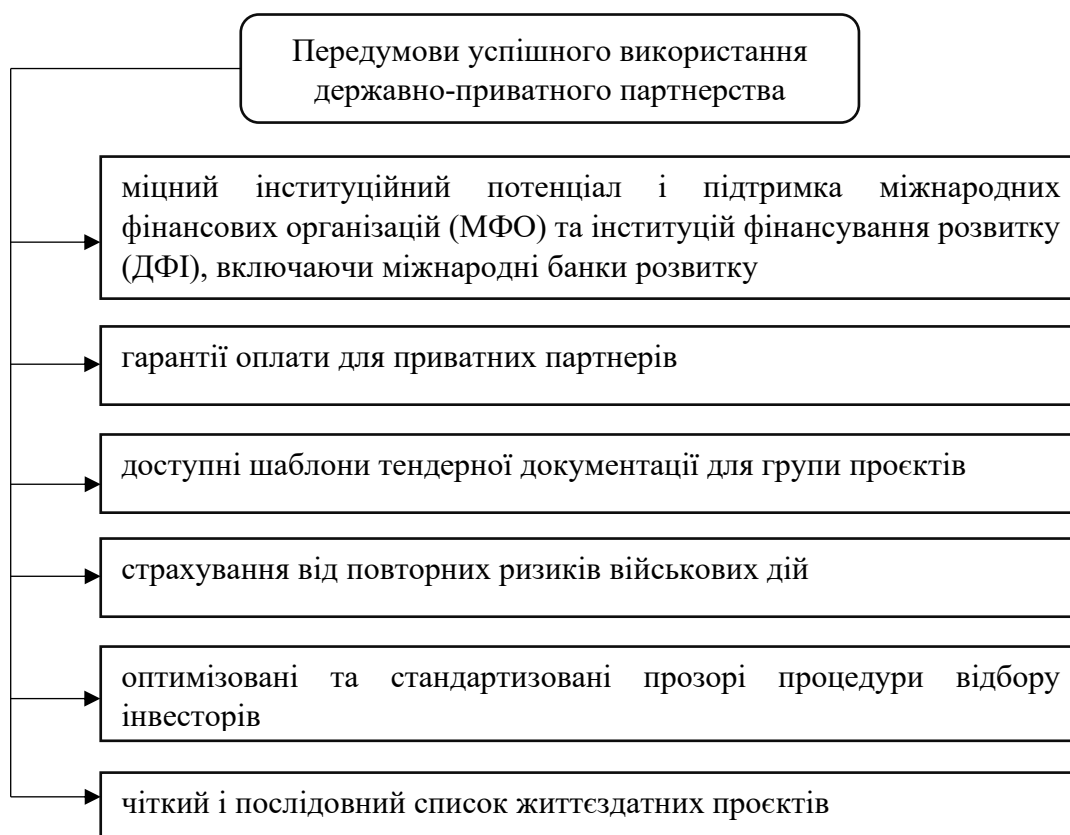 Передумови успішного використання
державно-приватного партнерства
міцний інституційний потенціал і підтримка міжнародних
фінансових організацій (МФО) та інституцій фінансування розвитку
(ДФІ), включаючи міжнародні банки розвитку
гарантії оплати для приватних партнерів
доступні шаблони тендерної документації для групи проєктів
страхування від повторних ризиків військових дій
оптимізовані та стандартизовані прозорі процедури відбору
інвесторів
чіткий і послідовний список життєздатних проєктів